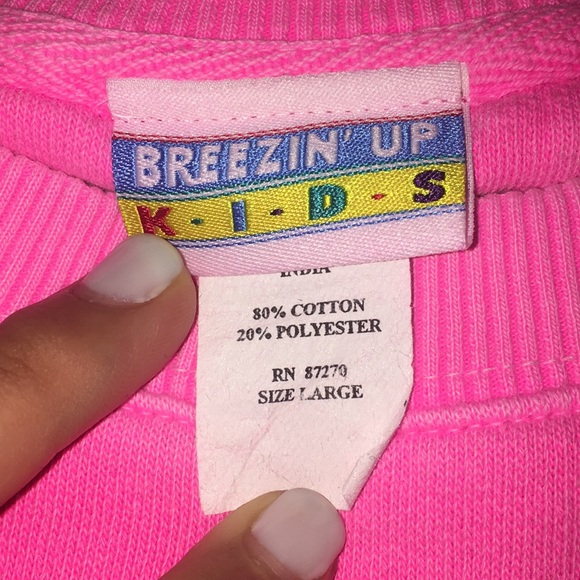 BREEZIN' UP
K·I·D·S
INDIA
80% COTTON
20% POLYESTER
RN 87270
SIZE LARGE